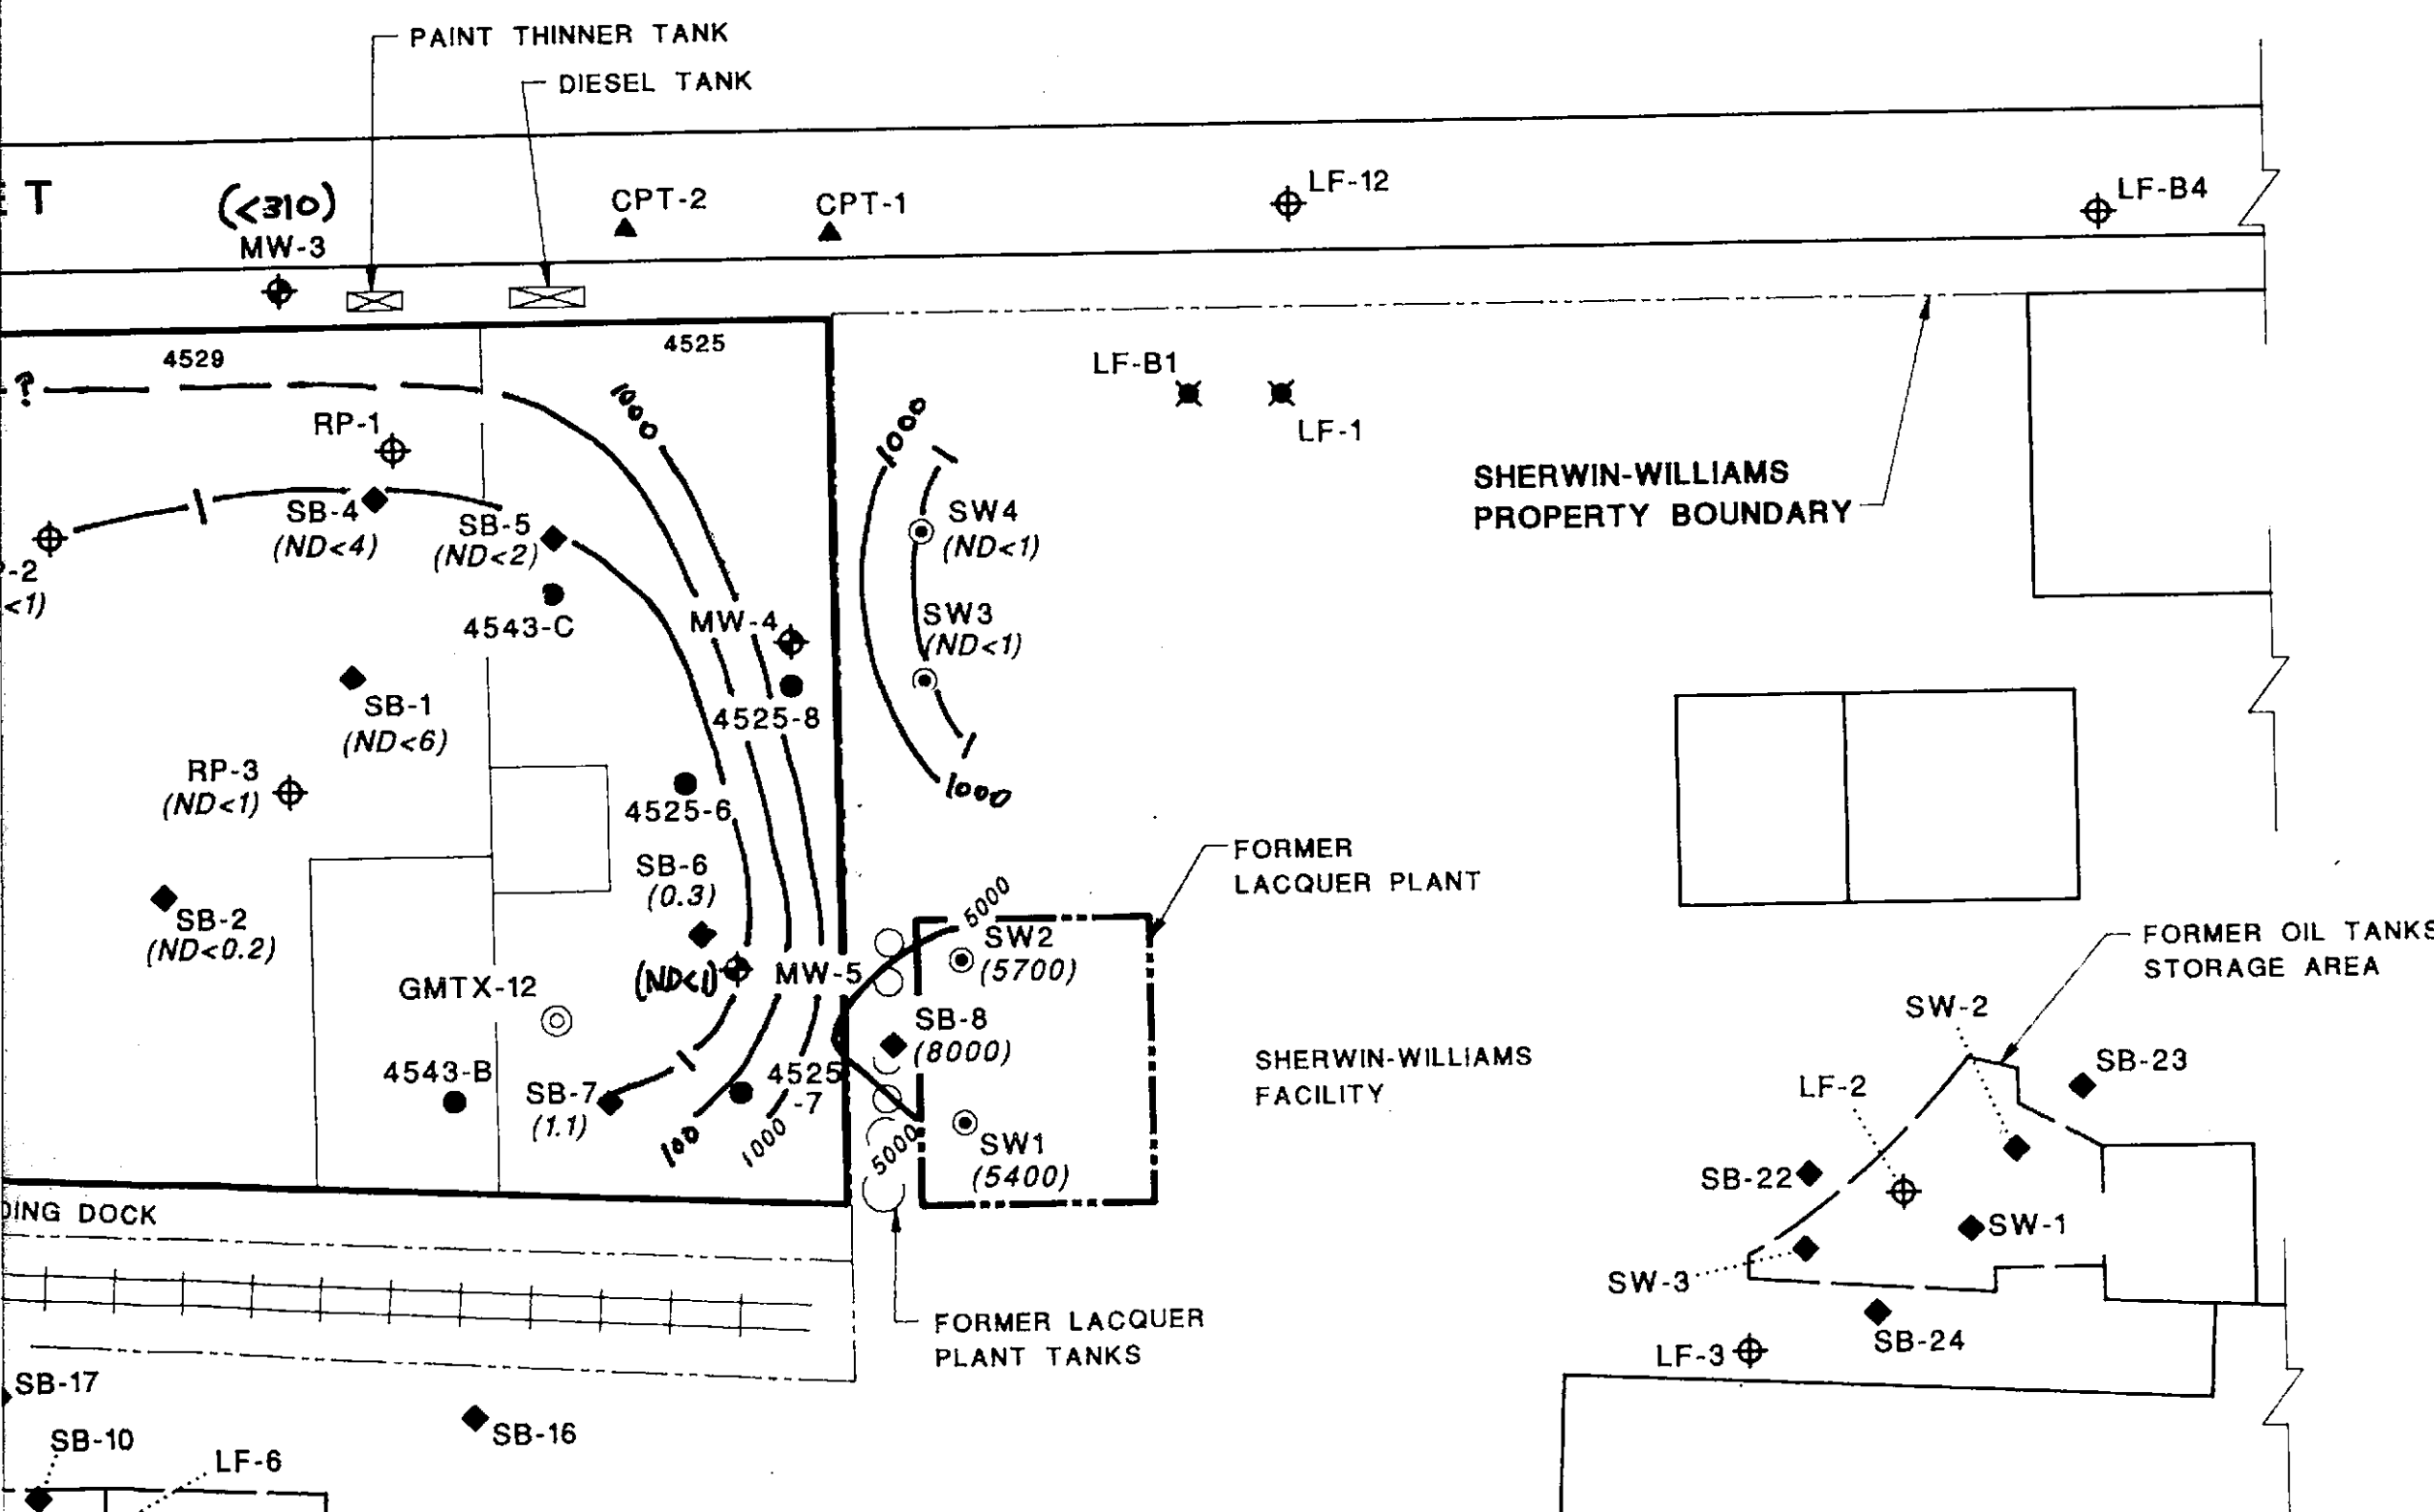 PAINT THINNER TANK
DIESEL TANK
T
(<310)
MW-3
CPT-2
CPT-1
LF-12
LF-B4
4529
4525
?
1000
1000
1
RP-1
LF-B1
LF-1
SHERWIN-WILLIAMS
PROPERTY BOUNDARY
1
SB-4
(ND<4)
SB-5
(ND<2)
SW4
(ND<1)
-2
<1)
4543-C
MW-4
SW3
(ND<1)
SB-1
(ND<6)
4525-8
1
1000
RP-3
(ND<1)
4525-6
FORMER
LACQUER PLANT
SB-6
(0.3)
5000
SB-2
(ND<0.2)
SW2
(5700)
FORMER OIL TANKS
STORAGE AREA
GMTX-12
(ND<1)
MW-5
SW-2
SB-8
(8000)
SHERWIN-WILLIAMS
FACILITY
SB-23
LF-2
4543-B
1
SB-7
(1.1)
4525
-7
100
1000
5000
SW1
(5400)
SB-22
SW-1
DING DOCK
SW-3
FORMER LACQUER
PLANT TANKS
SB-24
LF-3
SB-17
SB-16
SB-10
LF-6